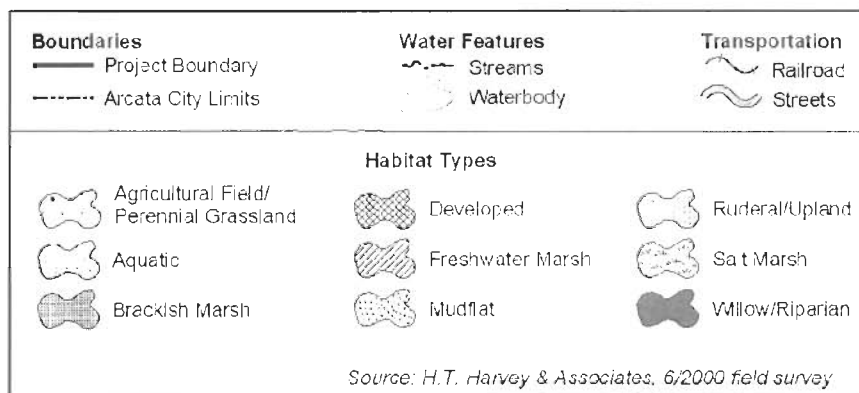 Boundaries
Project Boundary
Arcata City Limits
Water Features
Streams
Waterbody
Transportation
Railroad
Streets
Habitat Types
Agricultural Field/
Perennial Grassland
Aquatic
Brackish Marsh
Developed
Freshwater Marsh
Mudflat
Ruderal/Upland
Salt Marsh
Willow/Riparian
Source: H.T. Harvey & Associates, 6/2000 field survey